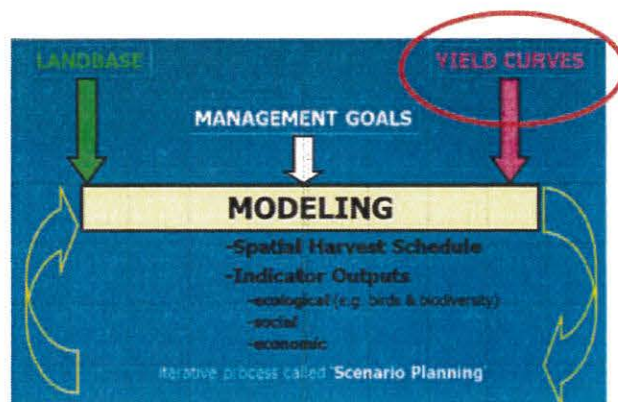 LANDBASE
YIELD CURVES
MANAGEMENT GOALS
MODELING
-Spatial Harvest Schedule
-Indicator Outputs
-ecological (e.g. birds & biodiversity)
-social
-economic
iterative process called "Scenario Planning"